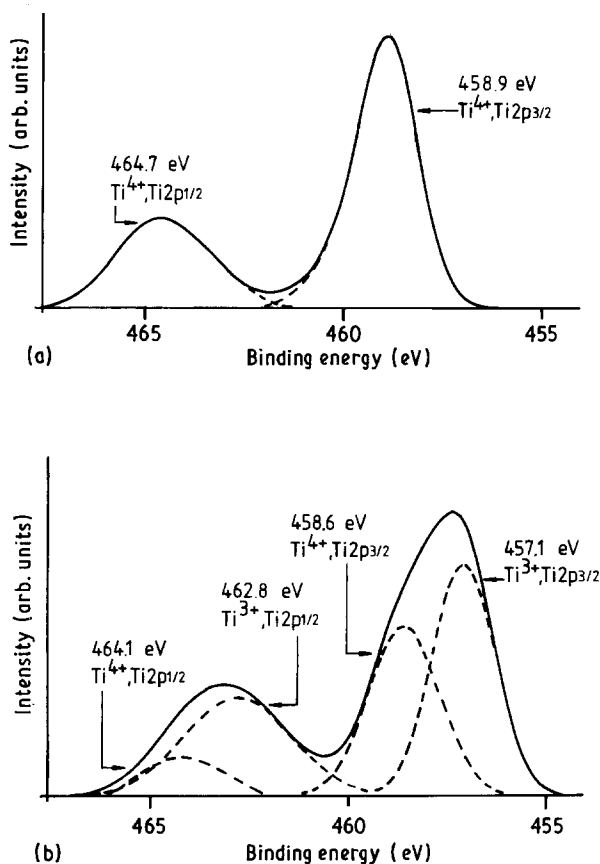 Intensity (arb. units)
458.9 eV
Ti4+,Ti2p3/2
464.7 eV
Ti4+,Ti2p1/2
465
460
455
(a)
Binding energy (eV)
Intensity (arb. units)
458.6 eV
Ti4+,Ti2p3/2
457.1 eV
Ti3+,Ti2p3/2
462.8 eV
Ti3+,Ti2p1/2
464.1 eV
Ti4+,Ti2p1/2
465
460
455
(b)
Binding energy (eV)